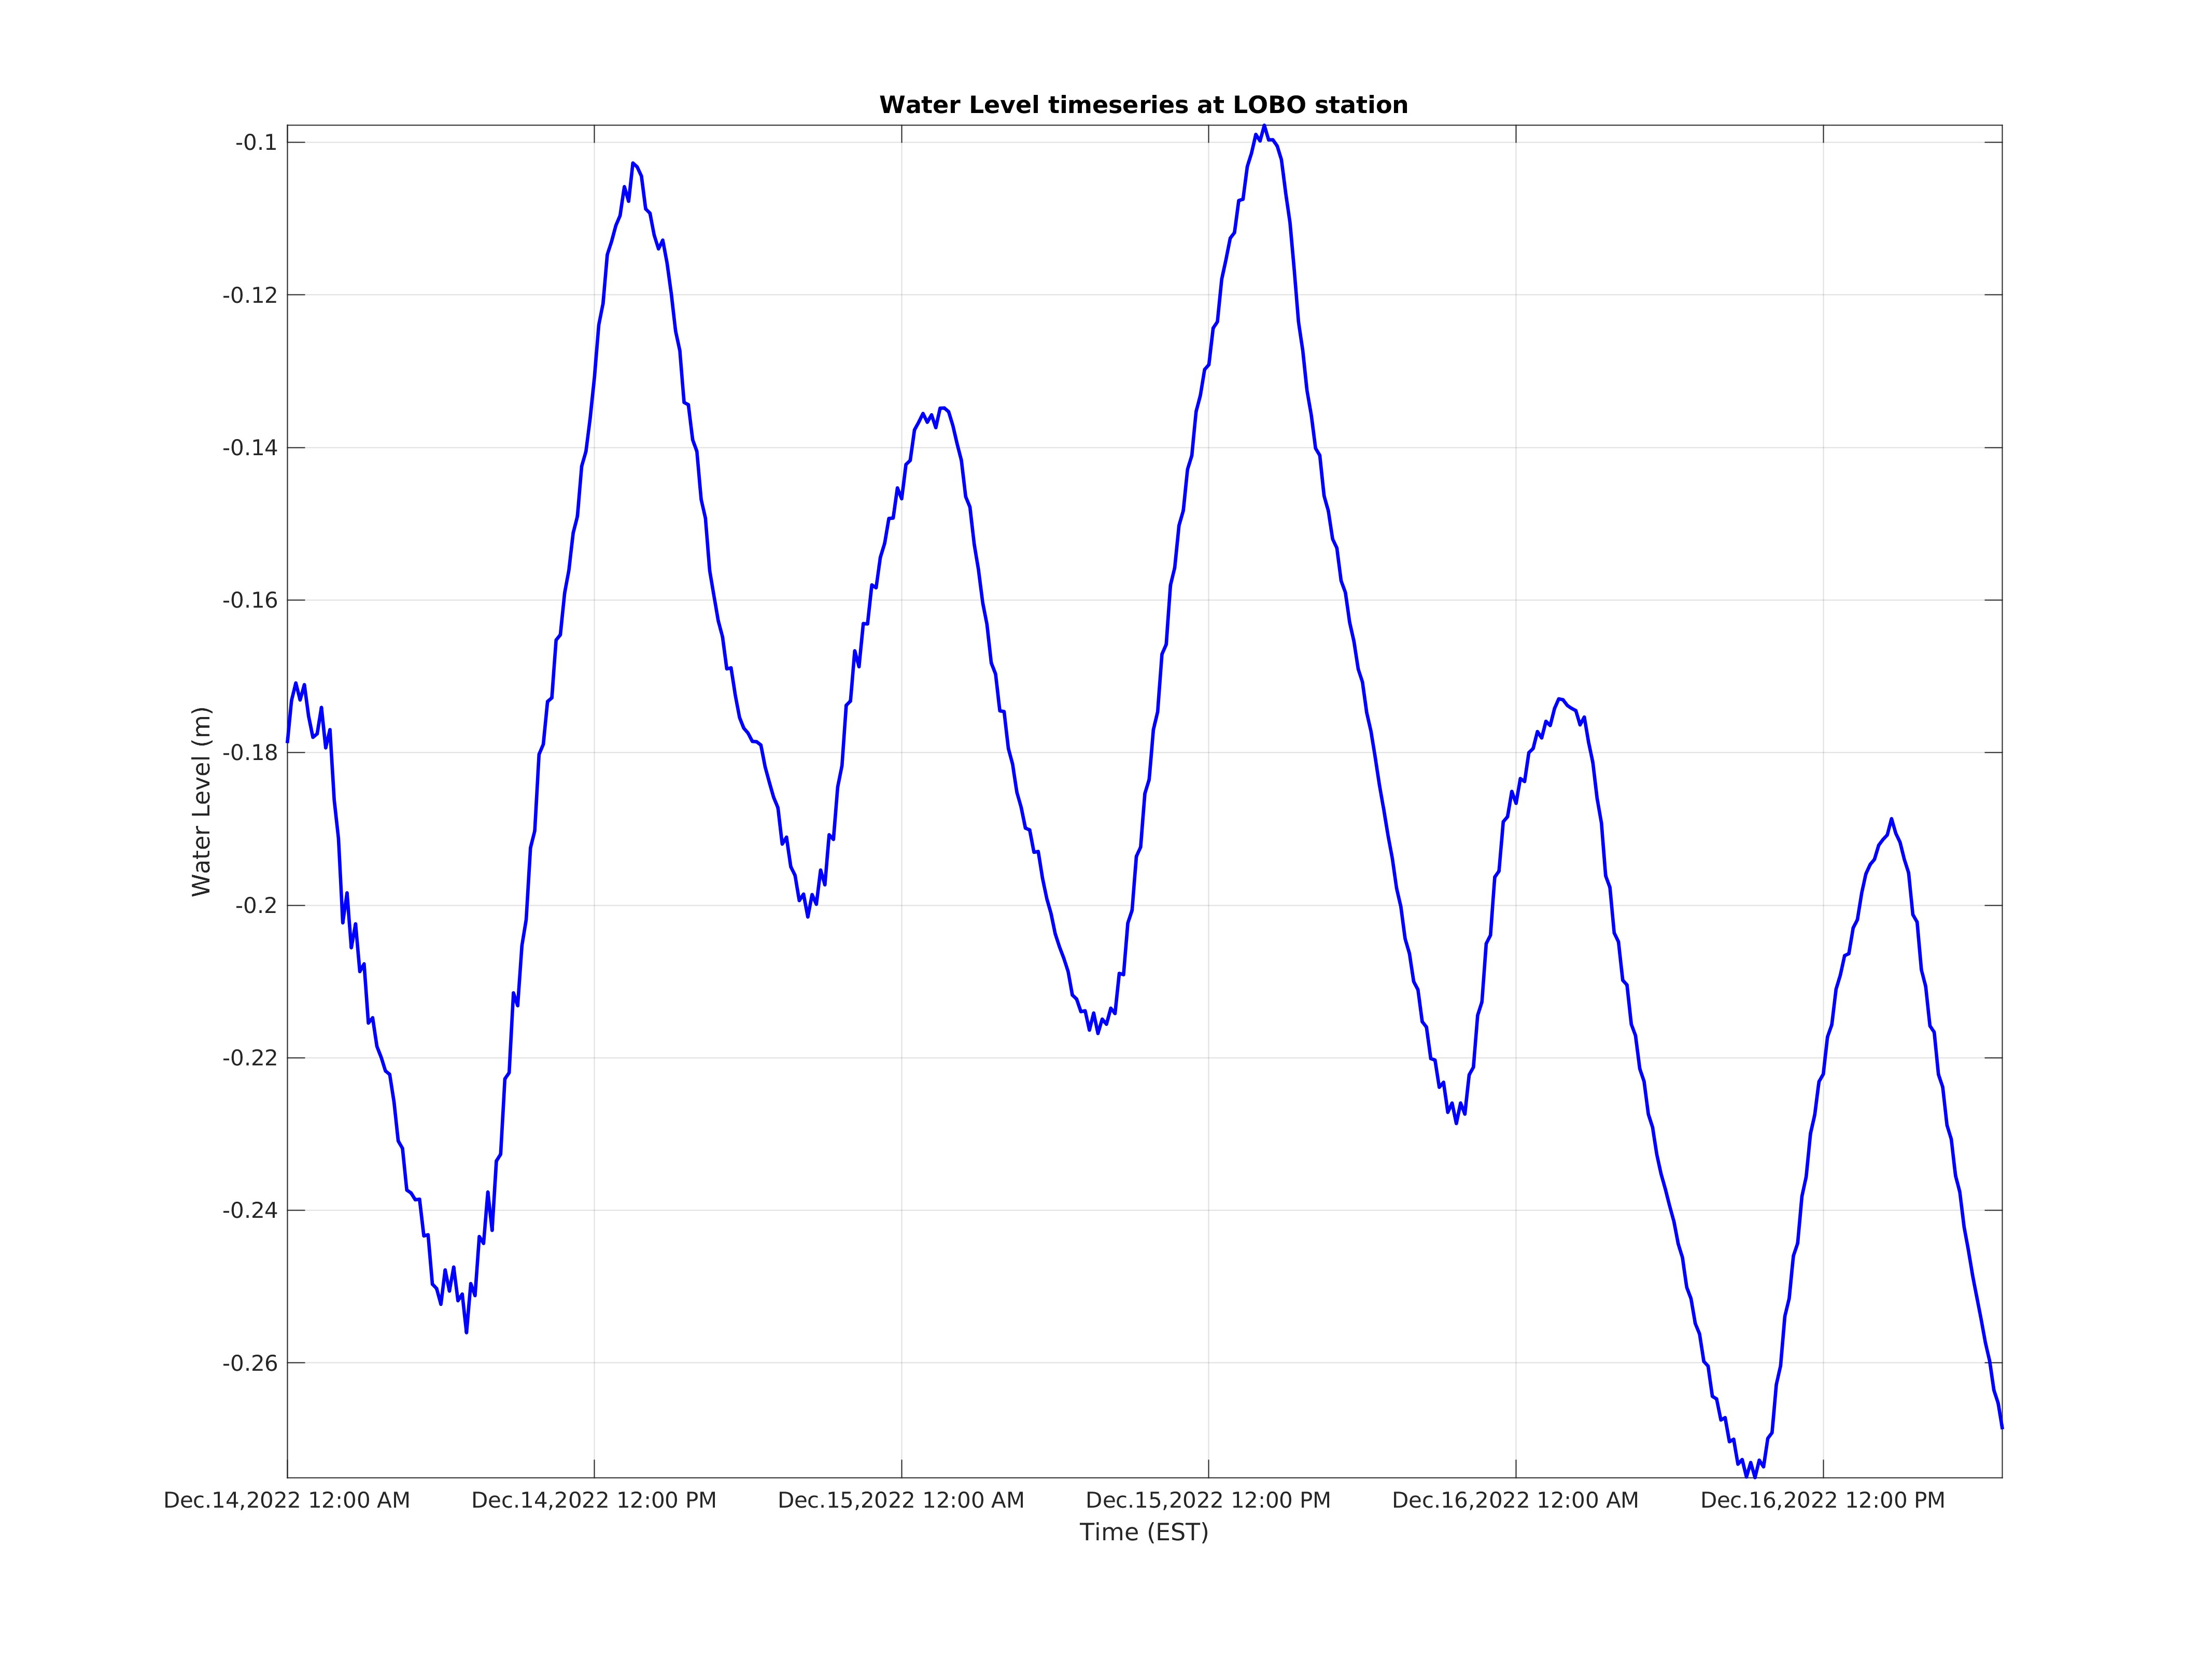 Water Level timeseries at LOBO station
-0.1
-0.12
-0.14
-0.16
-0.18
-0.2
-0.22
-0.24
-0.26
Water Level (m)
Dec.14,2022 12:00 AM
Dec.14,2022 12:00 PM
Dec.15,2022 12:00 AM
Dec.15,2022 12:00 PM
Dec.16,2022 12:00 AM
Dec.16,2022 12:00 PM
Time (EST)